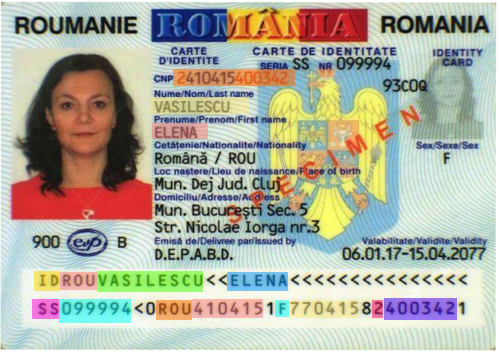 ROUMANIE ROMÂNIA ROMANIA
CARTE D'IDENTITE
CARTE DE IDENTITATE
IDENTITY CARD
SERIA SS NR 099994
CNP 2410415400342
93C0Q
Nume/Nom/Last name
VASILESCU
Prenume/Prenom/First name
ELENA
Cetățenie/Nationalite/Nationality
Română / ROU
Sex/Sexe/Sex
F
Loc naștere/Lieu de naissance/Place of birth
Mun. Dej Jud. Cluj
Domiciliu/Adresse/Address
Mun. București Sec. 5
Str. Nicolae Iorga nr.3
SPECIMEN
900 eep B
Emisă de/Delivree par/Issued by
D.E.P.A.B.D.
Valabilitate/Validite/Validity
06.01.17-15.04.2077
IDROUVASILESCU<<ELENA<<<<<<<<<<<<<<<
SS099994<0ROU4104151F7704158240034​21